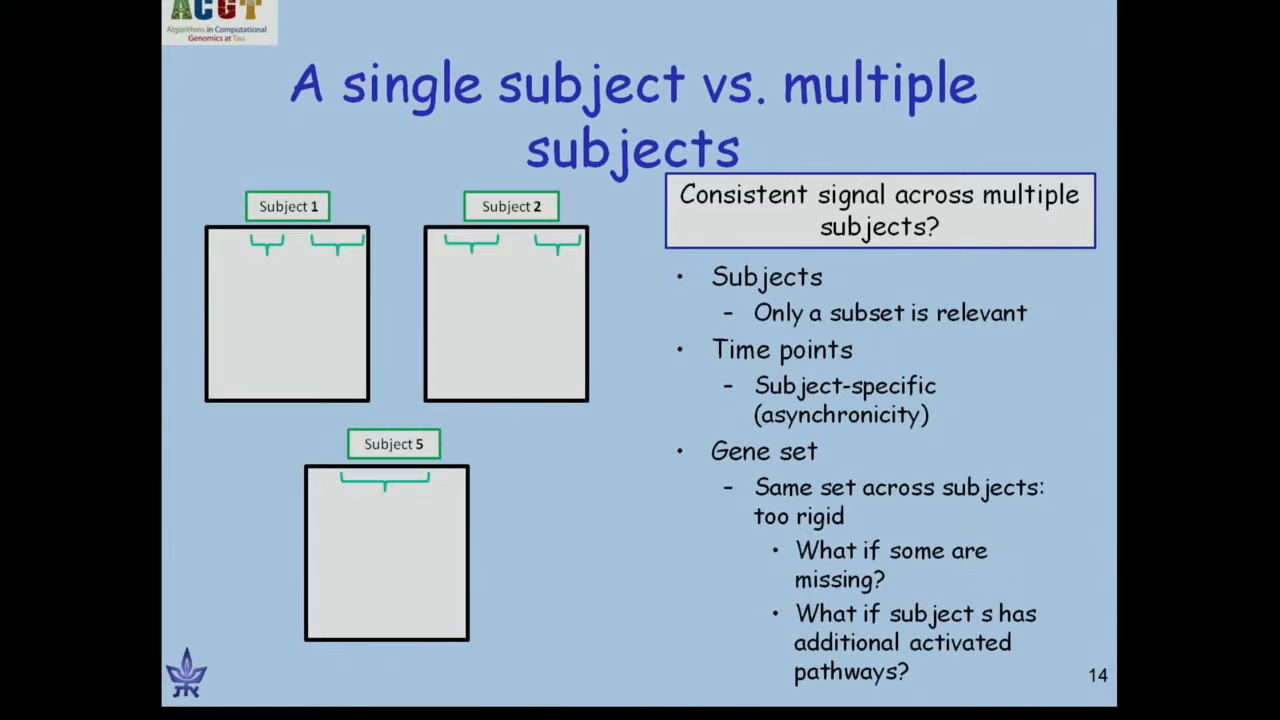 ACGT
Algorithms in Computational
Genomics at Tau
A single subject vs. multiple
subjects
Subject 1
Subject 2
Subject 5
Consistent signal across multiple
subjects?
• Subjects
– Only a subset is relevant
• Time points
– Subject-specific
(asynchronicity)
• Gene set
– Same set across subjects:
too rigid
• What if some are
missing?
• What if subject s has
additional activated
pathways?
14